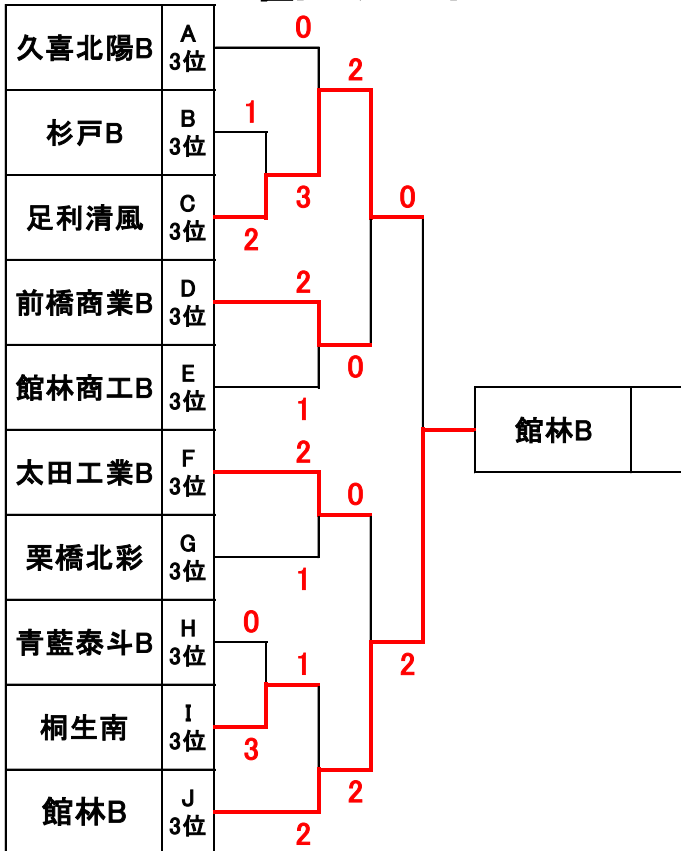 久喜北陽B
A
3位
0
2
杉戸B
B
3位
1
足利清風
C
3位
2
3
0
前橋商業B
D
3位
2
0
館林商工B
E
3位
1
館林B
太田工業B
F
3位
2
0
栗橋北彩
G
3位
1
青藍泰斗B
H
3位
0
1
2
桐生南
I
3位
3
館林B
J
3位
2
2